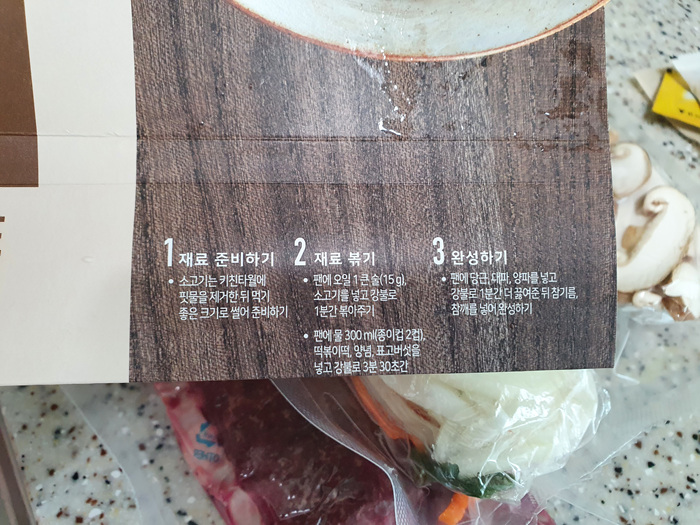 1 재료 준비하기
• 소고기는 키친타월에
핏물을 제거한 뒤 먹기
좋은 크기로 썰어 준비하기
2 재료 볶기
• 팬에 오일 1큰술(15g),
소고기를 넣고 강불로
1분간 볶아주기
• 팬에 물 300ml(종이컵 2컵),
떡볶이떡, 양념, 표고버섯을
넣고 강불로 3분 30초간
3 완성하기
• 팬에 당근, 대파, 양파를 넣고
강불로 1분간 더 끓여준 뒤 참기름,
참깨를 넣어 완성하기